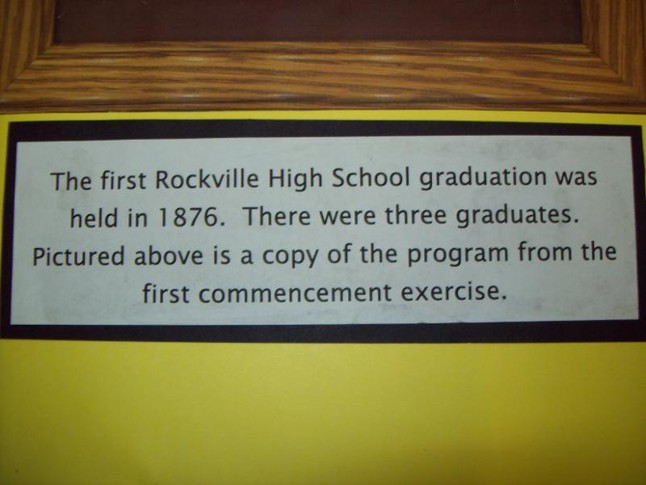 The first Rockville High School graduation was
held in 1876.  There were three graduates.
Pictured above is a copy of the program from the
first commencement exercise.